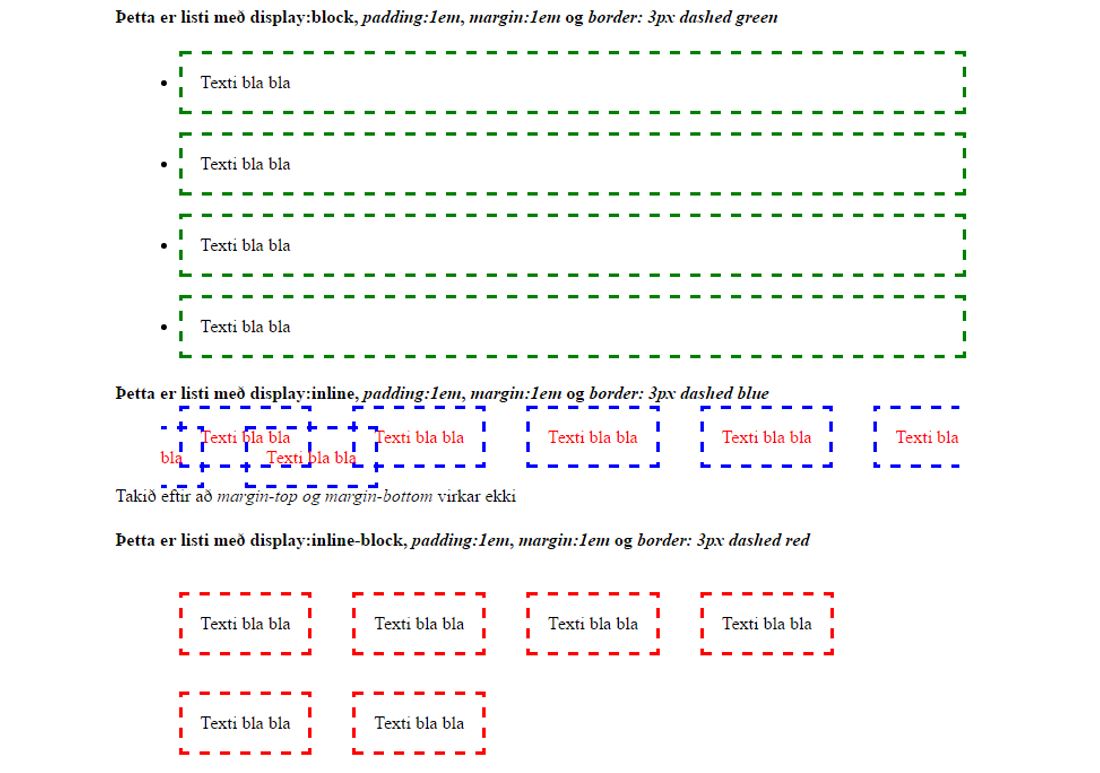 Þetta er listi með display:block, padding:1em, margin:1em og border: 3px dashed green
Texti bla bla
Texti bla bla
Texti bla bla
Texti bla bla
Þetta er listi með display:inline, padding:1em, margin:1em og border: 3px dashed blue
Texti bla bla Texti bla bla Texti bla bla Texti bla bla Texti bla
bla Texti bla bla
Takið eftir að margin-top og margin-bottom virkar ekki
Þetta er listi með display:inline-block, padding:1em, margin:1em og border: 3px dashed red
Texti bla bla Texti bla bla Texti bla bla Texti bla bla
Texti bla bla Texti bla bla